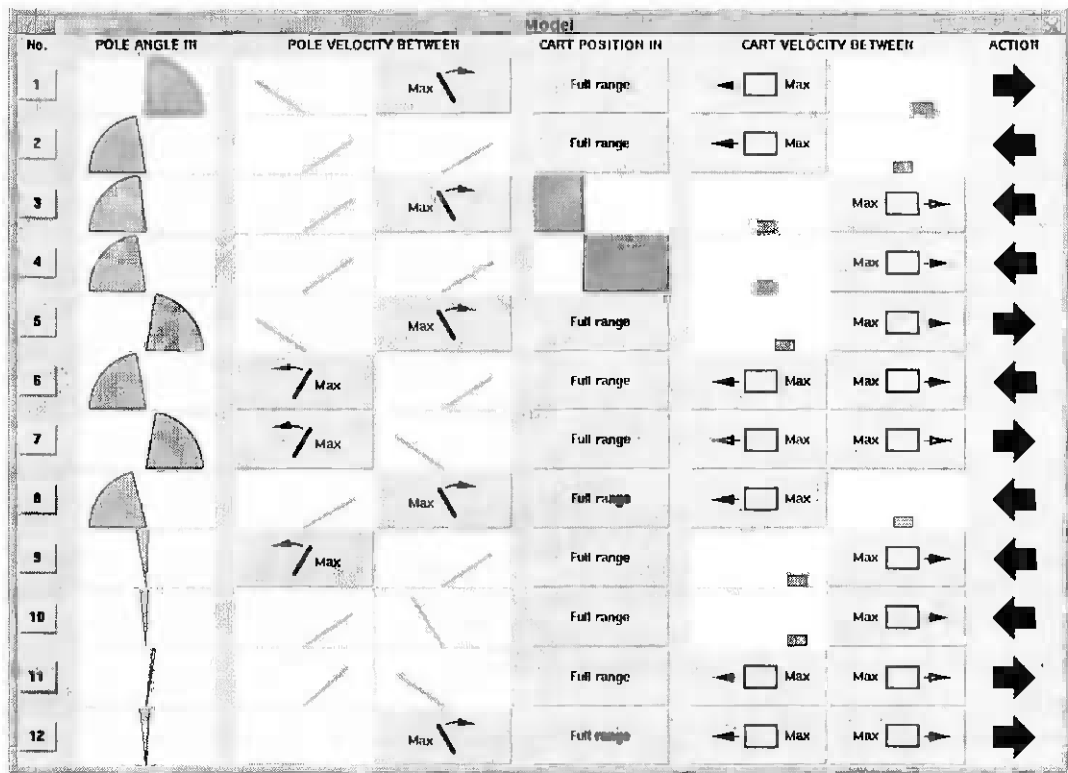 Model
No. POLE ANGLE IN POLE VELOCITY BETWEEN CART POSITION IN CART VELOCITY BETWEEN ACTION
1 Max Full range Max
2 Full range Max
3 Max Max
4 Max
5 Max Full range Max
6 Max Full range Max Max
7 Max Full range Max Max
8 Max Full range Max
9 Max Full range Max
10 Full range Max
11 Full range Max Max
12 Max Full range Max Max